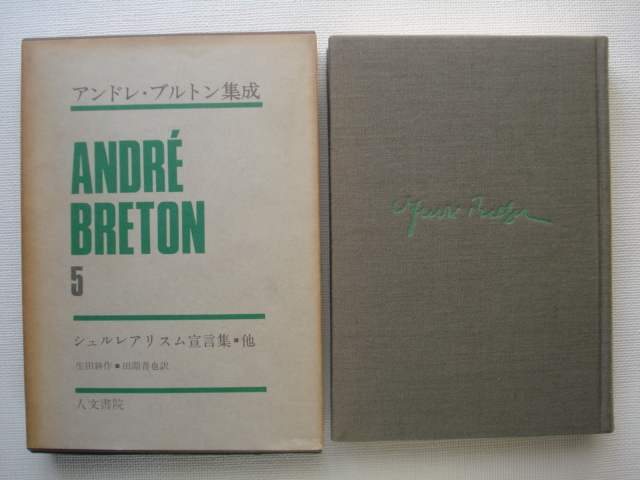 アンドレ・ブルトン集成
ANDRÉ
BRETON
5
シュルレアリスム宣言集■他
生田耕作■田淵晋也訳
人文書院
André Breton